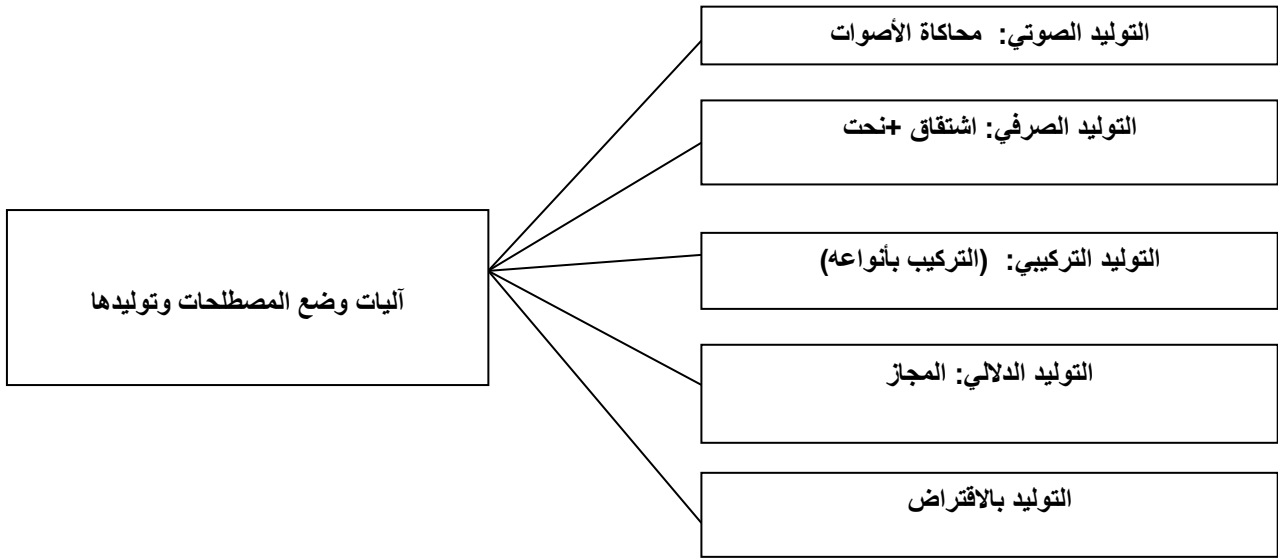 آليات وضع المصطلحات وتوليدها
التوليد الصوتي: محاكاة الأصوات
التوليد الصرفي: اشتقاق +نحت
التوليد التركيبي: (التركيب بأنواعه)
التوليد الدلالي: المجاز
التوليد بالاقتراض